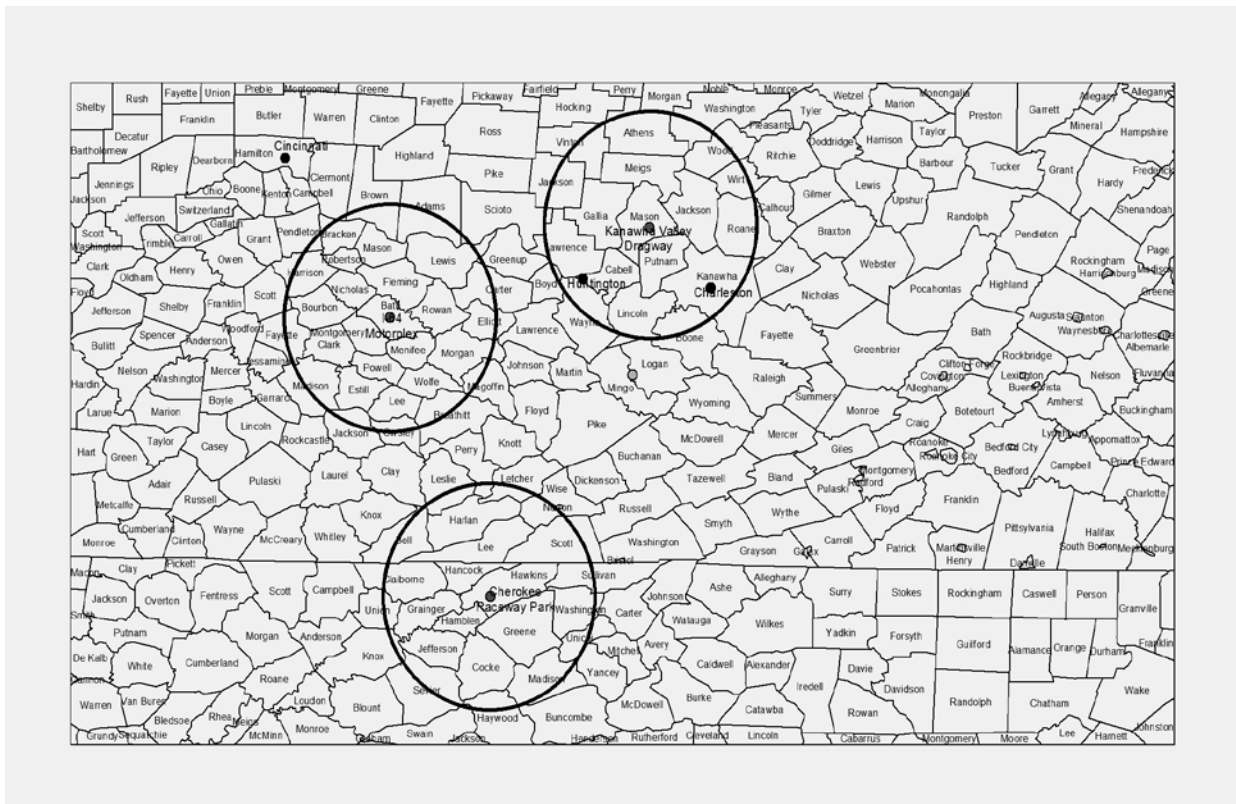 Shelby
Rush
Fayette
Union
Preble
Montgomery
Greene
Fayette
Pickaway
Fairfield
Hocking
Perry
Morgan
Noble
Washington
Monroe
Wetzel
Tyler
Marion
Monongalia
Preston
Garrett
Allegany
Allegany
Mineral
Hampshire
Decatur
Franklin
Butler
Warren
Clinton
Ross
Vinton
Athens
Wood
Pleasants
Ritchie
Doddridge
Harrison
Taylor
Bartholomew
Ripley
Dearborn
Hamilton
Cincinnati
Highland
Pike
Jackson
Meigs
Wirt
Barbour
Tucker
Grant
Hardy
Frederick
Jennings
Jackson
Ohio
Boone
Kenton
Campbell
Clermont
Brown
Adams
Scioto
Gallia
Mason
Jackson
Roane
Calhoun
Gilmer
Lewis
Upshur
Randolph
Shenandoah
Jefferson
Switzerland
Gallatin
Scott
Washington
Trimble
Carroll
Owen
Grant
Pendleton
Bracken
Mason
Robertson
Lewis
Greenup
Lawrence
Kanawha Valley
Dragway
Putnam
Braxton
Pendleton
Page
Madison
Rockingham
Harrisonburg
Greene
Clark
Oldham
Henry
Floyd
Harrison
Fleming
Nicholas
Carter
Boyd
Huntington
Cabell
Kanawha
Charleston
Clay
Webster
Pocahontas
Highland
Jefferson
Shelby
Franklin
Scott
Bourbon
Bath
I64
Motorplex
Rowan
Elliott
Lawrence
Wayne
Lincoln
Boone
Nicholas
Fayette
Augusta
Staunton
Waynesboro
Charlottesville
Albemarle
Bullitt
Spencer
Anderson
Woodford
Fayette
Montgomery
Clark
Menifee
Morgan
Johnson
Martin
Logan
Mingo
Raleigh
Greenbrier
Bath
Rockbridge
Clifton Forge
Covington
Alleghany
Lexington
Buena Vista
Nelson
Fluvanna
Amherst
Buckingham
Hardin
Nelson
Washington
Mercer
Jessamine
Madison
Powell
Estill
Wolfe
Lee
Magoffin
Breathitt
Floyd
Pike
Wyoming
Summers
Monroe
Craig
Botetourt
Larue
Marion
Boyle
Garrard
Lincoln
Rockcastle
Jackson
Owsley
Perry
Knott
McDowell
Mercer
Giles
Roanoke
Roanoke City
Bedford City
Bedford
Lynchburg
Appomattox
Campbell
Prince Edward
Hart
Green
Taylor
Casey
Adair
Pulaski
Laurel
Clay
Leslie
Letcher
Buchanan
Dickenson
Tazewell
Bland
Pulaski
Montgomery
Radford
Floyd
Franklin
Charlotte
Metcalfe
Russell
Knox
Harlan
Wise
Norton
Russell
Smyth
Wythe
Pittsylvania
Halifax
Monroe
Cumberland
Clinton
Wayne
McCreary
Whitley
Bell
Lee
Scott
Washington
Bristol
Grayson
Galax
Carroll
Patrick
Martinsville
Henry
Danville
South Boston
Mecklenburg
Macon
Clay
Pickett
Scott
Campbell
Claiborne
Hancock
Hawkins
Sullivan
Johnson
Ashe
Alleghany
Surry
Stokes
Rockingham
Caswell
Person
Granville
Jackson
Overton
Fentress
Union
Grainger
Hamblen
Cherokee
Raceway Park
Washington
Carter
Watauga
Wilkes
Smith
Putnam
Morgan
Anderson
Knox
Jefferson
Greene
Unicoi
Mitchell
Avery
Yadkin
Forsyth
Guilford
Alamance
Orange
Durham
Franklin
De Kalb
White
Cumberland
Roane
Cocke
Madison
Yancey
Caldwell
Alexander
Davie
Cannon
Warren
Van Buren
Bledsoe
Rhea
Meigs
Loudon
Blount
Sevier
Haywood
Buncombe
McDowell
Burke
Catawba
Iredell
Rowan
Davidson
Randolph
Chatham
Wake
Johnston
Grundy
Sequatchie
McMinn
Monroe
Graham
Swain
Jackson
Henderson
Rutherford
Cleveland
Lincoln
Cabarrus
Montgomery
Moore
Lee
Harnett